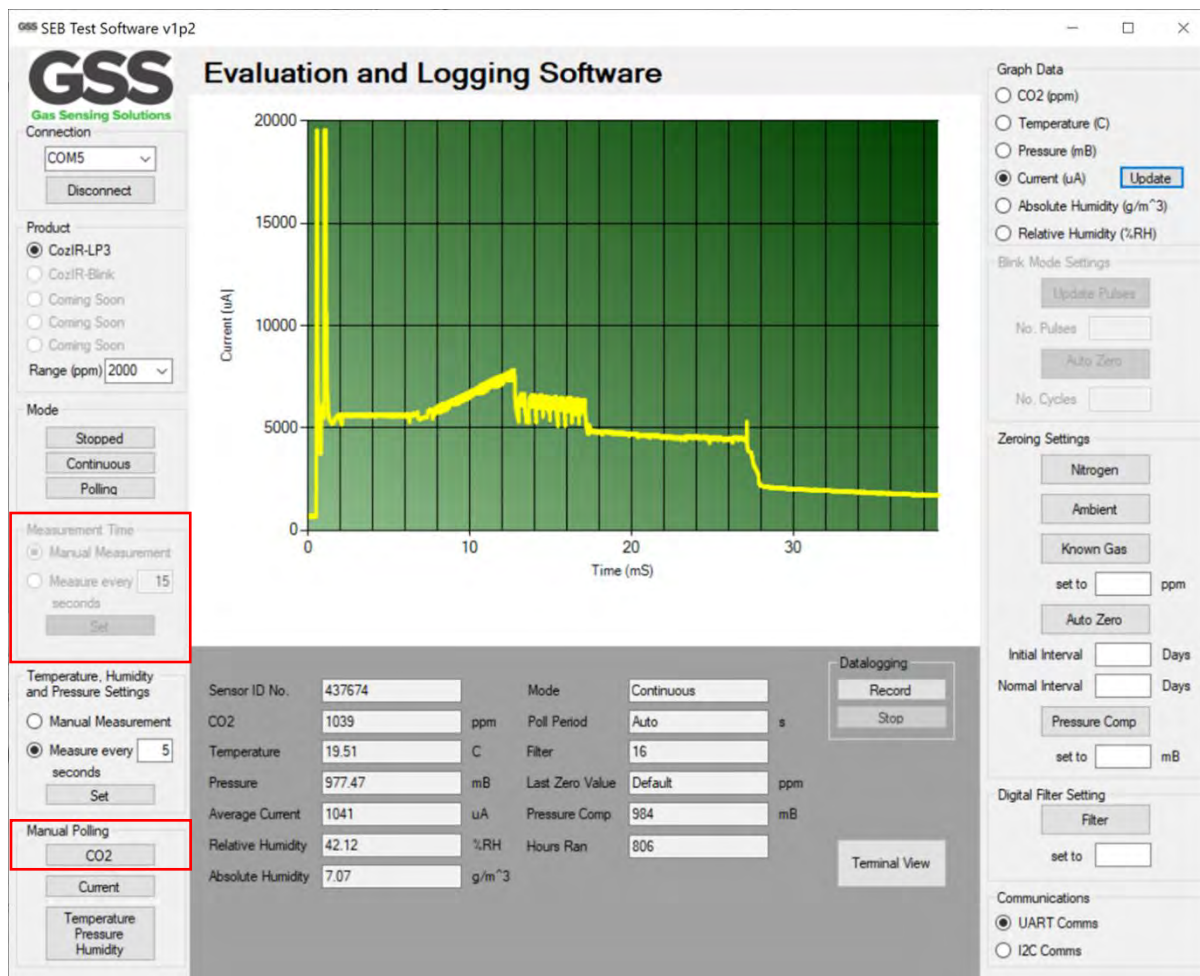 GSS SEB Test Software v1p2
GSS
Gas Sensing Solutions
Evaluation and Logging Software
Connection
COM5
Disconnect
Product
CozIR-LP3
CozIR-Blink
Coming Soon
Coming Soon
Coming Soon
Range (ppm) 2000
Mode
Stopped
Continuous
Polling
Measurement Time
Manual Measurement
Measure every 15
seconds
Set
Temperature, Humidity
and Pressure Settings
Manual Measurement
Measure every 5
seconds
Set
Manual Polling
CO2
Current
Temperature
Pressure
Humidity
20000
15000
10000
5000
0
Current (uA)
0 10 20 30
Time (mS)
Sensor ID No. 437674
CO2 1039 ppm
Temperature 19.51 C
Pressure 977.47 mB
Average Current 1041 uA
Relative Humidity 42.12 %RH
Absolute Humidity 7.07 g/m^3
Mode Continuous
Poll Period Auto s
Filter 16
Last Zero Value Default ppm
Pressure Comp 984 mB
Hours Ran 806
Datalogging
Record
Stop
Terminal View
Graph Data
CO2 (ppm)
Temperature (C)
Pressure (mB)
Current (uA) Update
Absolute Humidity (g/m^3)
Relative Humidity (%RH)
Blink Mode Settings
Update Pulses
No. Pulses
Auto Zero
No. Cycles
Zeroing Settings
Nitrogen
Ambient
Known Gas
set to ppm
Auto Zero
Initial Interval Days
Normal Interval Days
Pressure Comp
set to mB
Digital Filter Setting
Filter
set to
Communications
UART Comms
I2C Comms